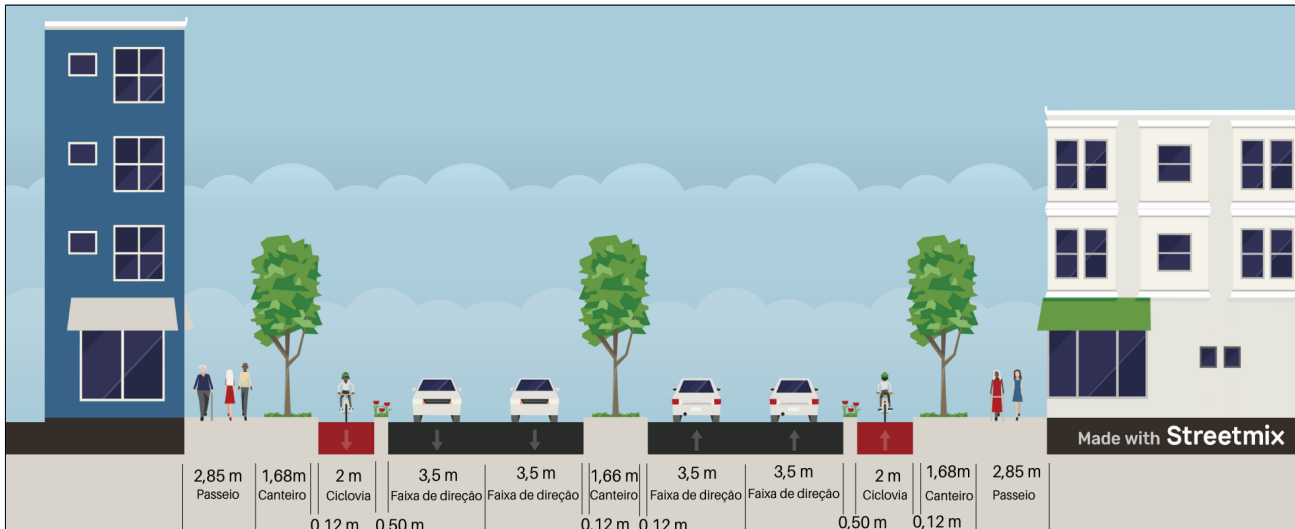 Made with Streetmix
2,85 m 1,68m 2 m 3,5 m 3,5 m 1,66 m 3,5 m 3,5 m 2 m 1,68m 2,85 m
Passeio Canteiro Ciclovia Faixa de direção Faixa de direção Canteiro Faixa de direção Faixa de direção Ciclovia Canteiro Passeio
0,12 m 0,50 m 0,12 m 0,12 m 0,50 m 0,12 m